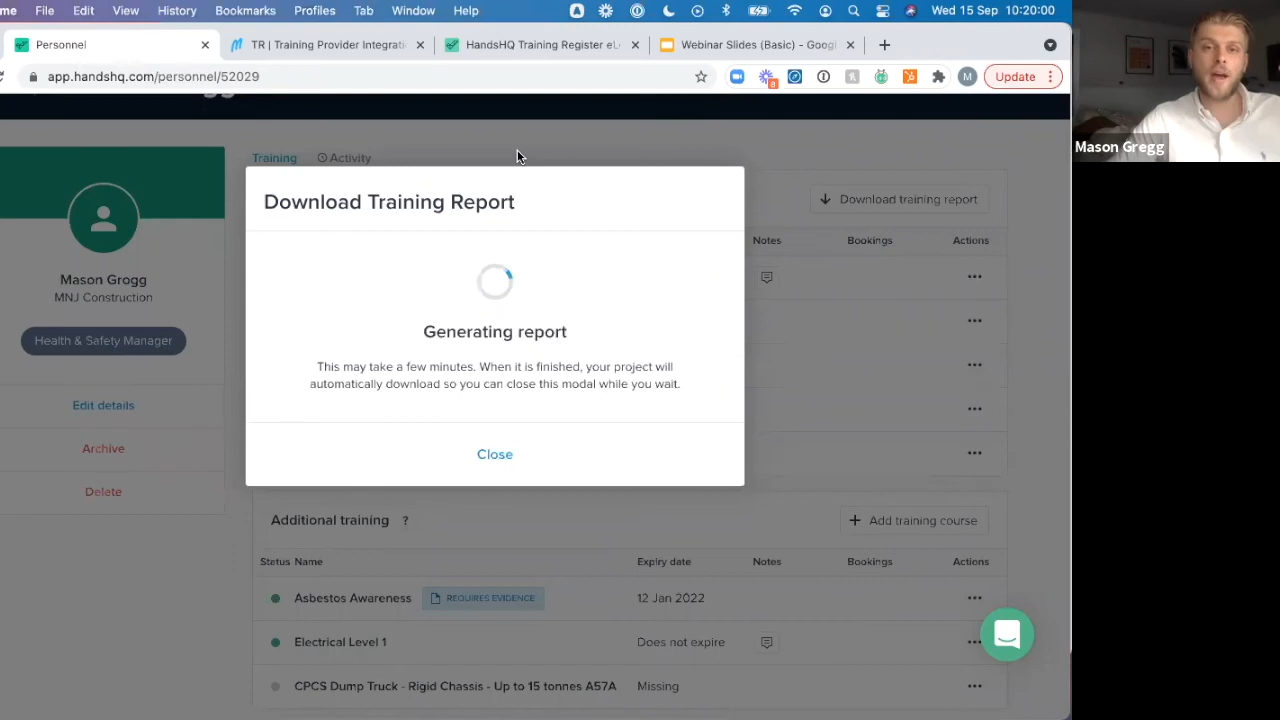 me File Edit View History Bookmarks Profiles Tab Window Help Wed 15 Sep 10:20:00
Personnel TR | Training Provider Integrati HandsHQ Training Register eL Webinar Slides (Basic) - Googl
app.handshq.com/personnel/52029 M Update
8
Mason Gregg
Training Activity
Download Training Report
Download training report
Notes Bookings Actions
Mason Grogg
MNJ Construction
Health & Safety Manager
Generating report
This may take a few minutes. When it is finished, your project will
automatically download so you can close this modal while you wait.
Edit details
Archive
Close
Delete
Additional training ? + Add training course
Status Name Expiry date Notes Bookings Actions
Asbestos Awareness REQUIRES EVIDENCE 12 Jan 2022
Electrical Level 1 Does not expire
CPCS Dump Truck - Rigid Chassis - Up to 15 tonnes A57A Missing